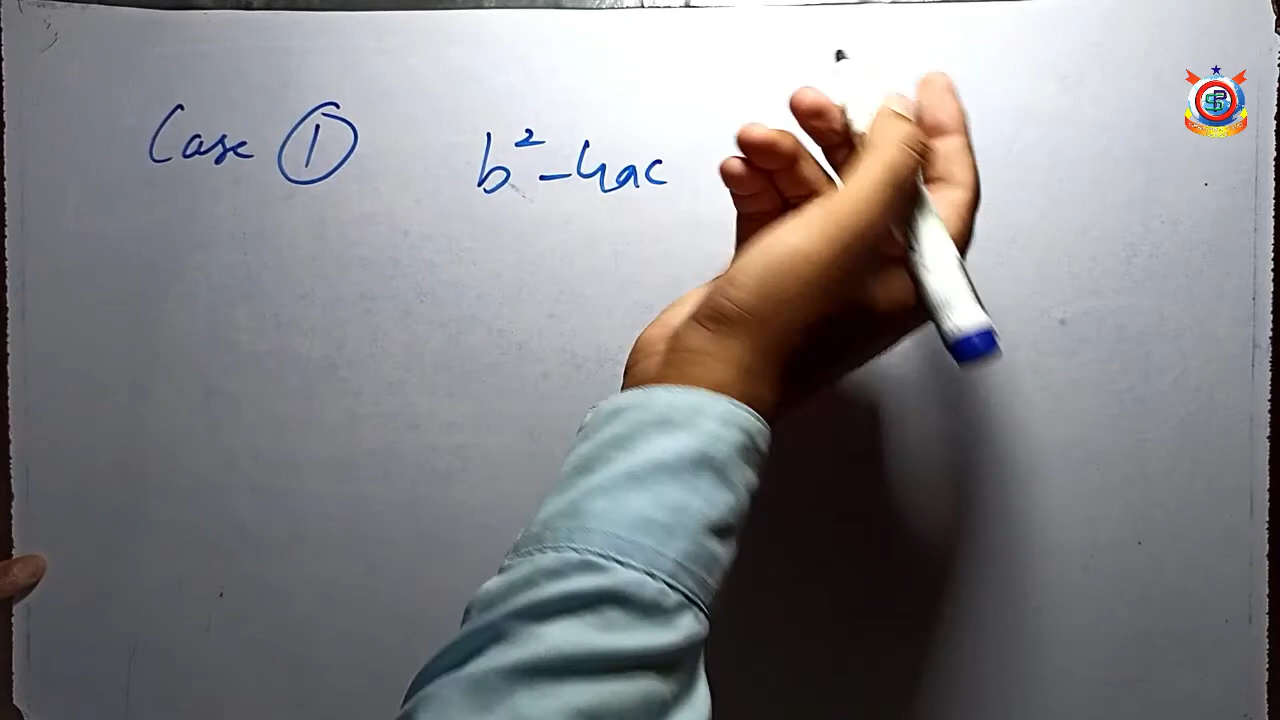 Case ① b² - 4ac